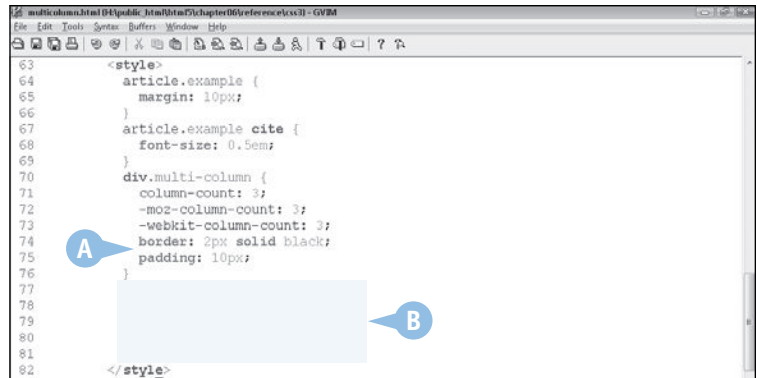 multicolumn.html (H:\public_html\html5\chapter06\reference\css3) - GVIM
File Edit Tools Syntax Buffers Window Help
63 <style>
64 article.example {
65 margin: 10px;
66 }
67 article.example cite {
68 font-size: 0.5em;
69 }
70 div.multi-column {
71 column-count: 3;
72 -moz-column-count: 3;
73 -webkit-column-count: 3;
74 border: 2px solid black;
75 padding: 10px;
76 }
77
78
79
80
81
82 </style>
A
B